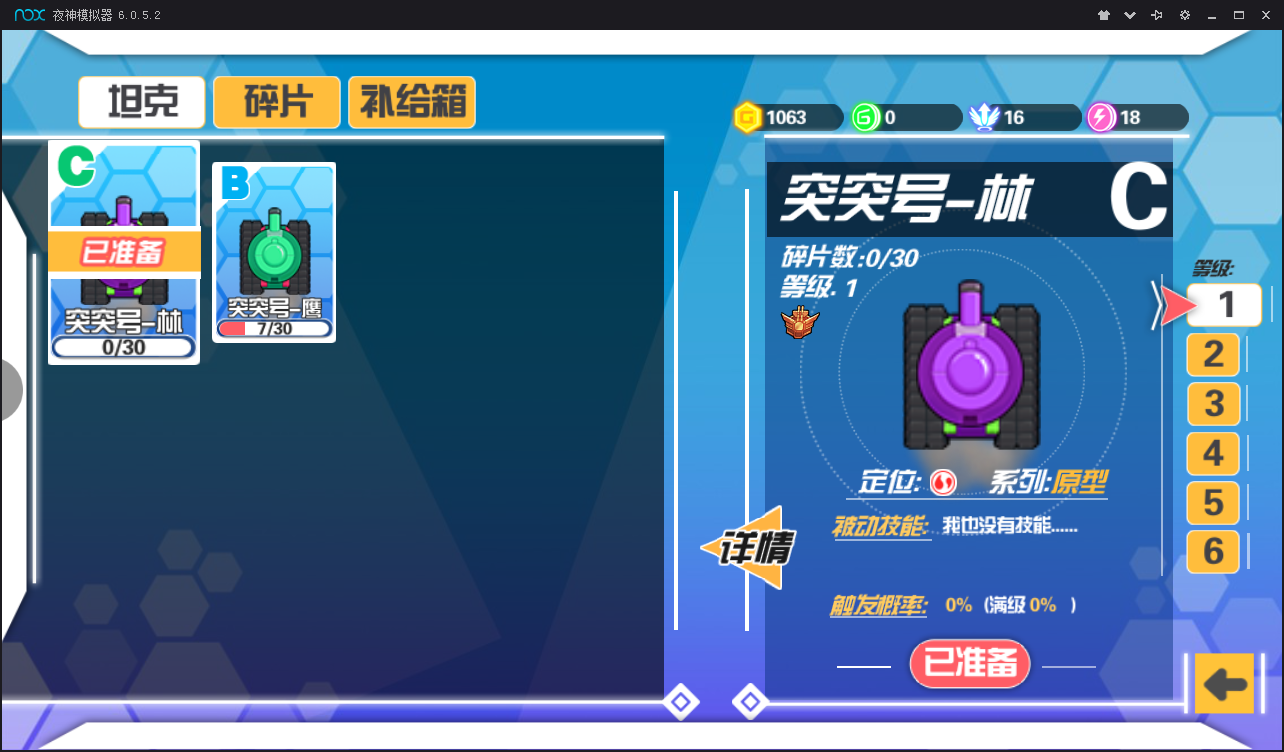 nox 夜神模拟器 6.0.5.2
坦克 碎片 补给箱
G 1063 G 0 16 18
C
已准备
突突号-林
0/30
B
突突号-鹰
7/30
突突号-林 C
碎片数:0/30
等级. 1
定位: 系列:原型
被动技能: 我也没有技能......
触发概率: 0% (满级 0% )
已准备
详情
等级:
1
2
3
4
5
6